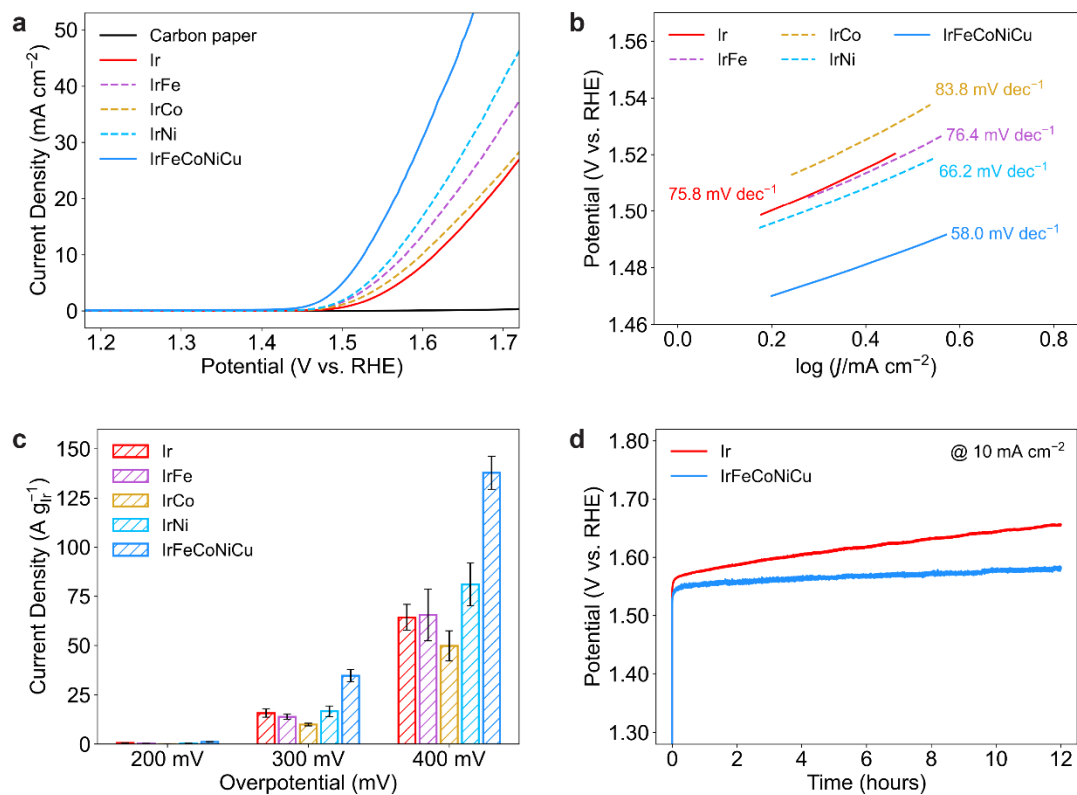 a
50
40
30
20
10
0
Current Density (mA cm⁻²)
Carbon paper
Ir
IrFe
IrCo
IrNi
IrFeCoNiCu
1.2 1.3 1.4 1.5 1.6 1.7
Potential (V vs. RHE)
b
1.56
1.54
1.52
1.50
1.48
1.46
Potential (V vs. RHE)
Ir IrCo IrFeCoNiCu
IrFe IrNi
83.8 mV dec⁻¹
76.4 mV dec⁻¹
66.2 mV dec⁻¹
75.8 mV dec⁻¹
58.0 mV dec⁻¹
0.0 0.2 0.4 0.6 0.8
log (J/mA cm⁻²)
c
150
125
100
75
50
25
0
Current Density (A g_Ir⁻¹)
Ir
IrFe
IrCo
IrNi
IrFeCoNiCu
200 mV 300 mV 400 mV
Overpotential (mV)
d
1.80
1.70
1.60
1.50
1.40
1.30
Potential (V vs. RHE)
Ir
IrFeCoNiCu
@ 10 mA cm⁻²
0 2 4 6 8 10 12
Time (hours)